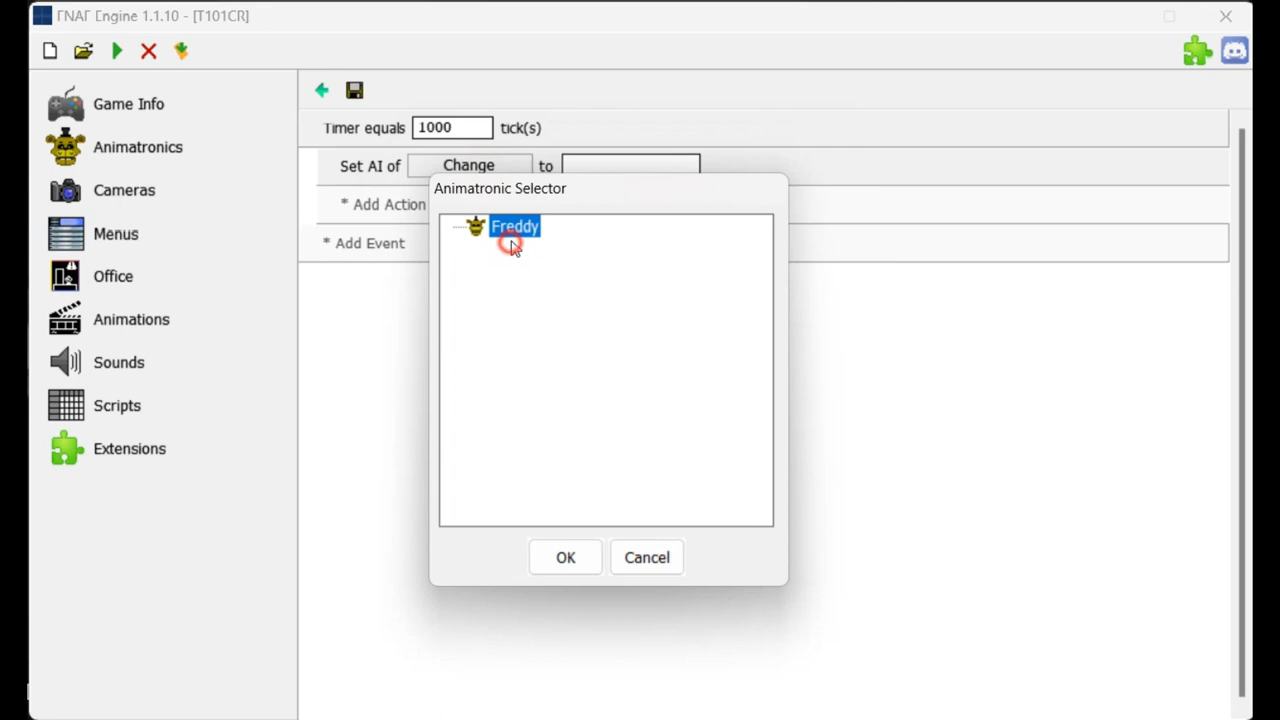 ГNAГ Engine 1.1.10 - [T101CR]
Game Info
Animatronics
Cameras
Menus
Office
Animations
Sounds
Scripts
Extensions
Timer equals 1000 tick(s)
Set AI of Change to
* Add Action
* Add Event
Animatronic Selector
Freddy
OK Cancel